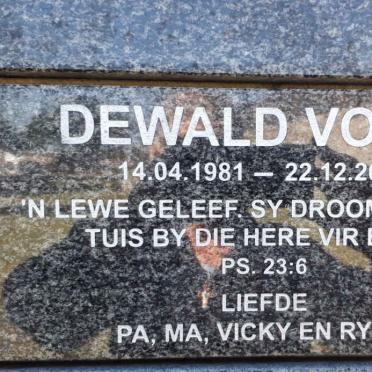 DEWALD VO
14.04.1981 — 22.12.20
'N LEWE GELEEF. SY DROOM
TUIS BY DIE HERE VIR
PS. 23:6
LIEFDE
PA, MA, VICKY EN RY